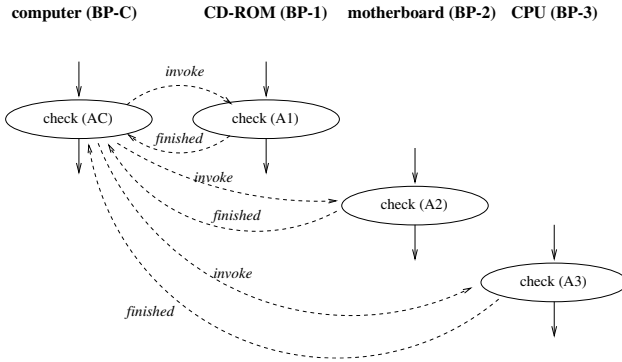 computer (BP-C) CD-ROM (BP-1) motherboard (BP-2) CPU (BP-3)
invoke
check (AC) check (A1)
finished
invoke
check (A2)
finished
invoke
check (A3)
finished